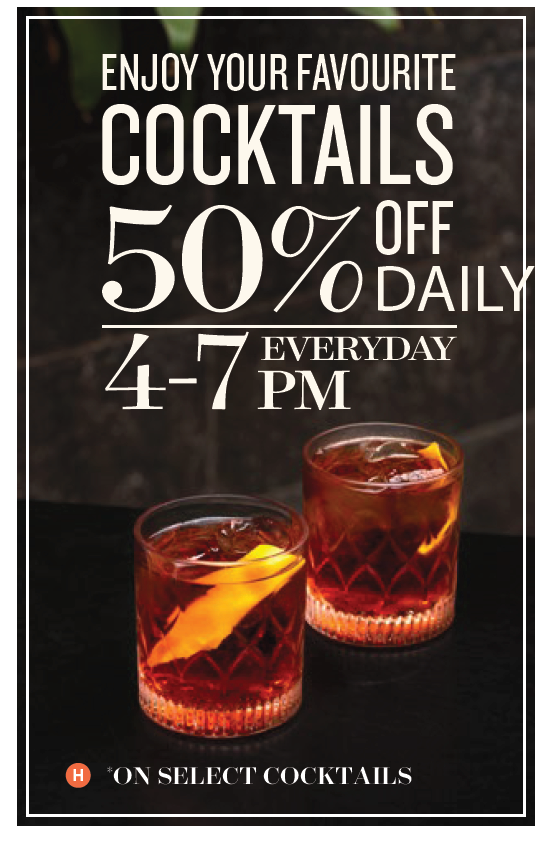 ENJOY YOUR FAVOURITE
COCKTAILS
50% OFF
DAILY
4-7 EVERYDAY
PM
H *ON SELECT COCKTAILS